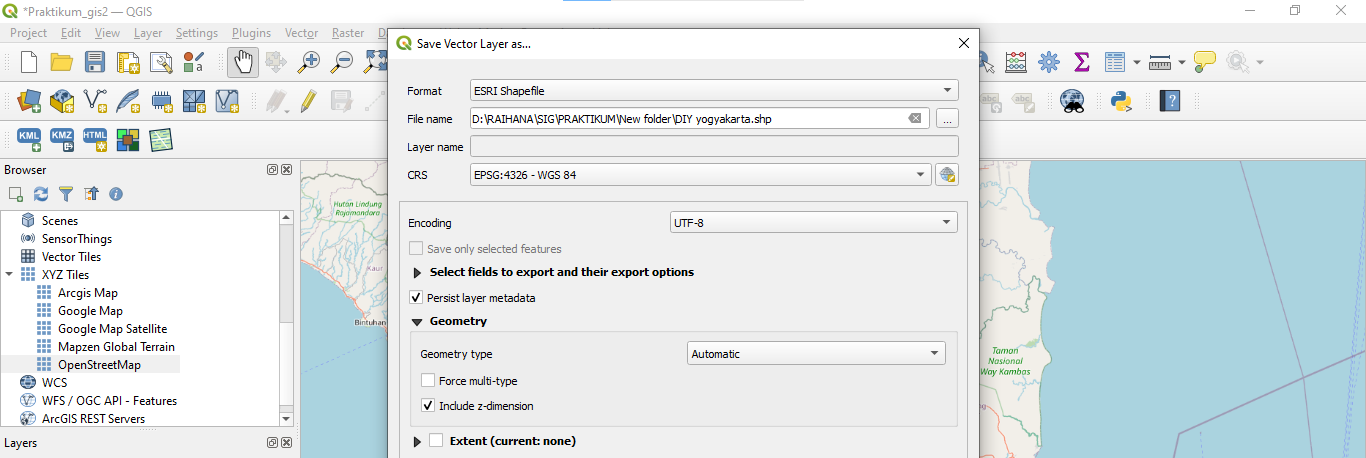 *Praktikum_gis2 — QGIS
Project Edit View Layer Settings Plugins Vector Raster
Save Vector Layer as...
Format ESRI Shapefile
File name D:\RAIHANA\SIG\PRAKTIKUM\New folder\DIY yogyakarta.shp ...
Layer name
CRS EPSG:4326 - WGS 84
Encoding UTF-8
Save only selected features
Select fields to export and their export options
Persist layer metadata
Geometry
Geometry type Automatic
Force multi-type
Include z-dimension
Extent (current: none)
KML KMZ HTML
Browser
Scenes
SensorThings
Vector Tiles
XYZ Tiles
Arcgis Map
Google Map
Google Map Satellite
Mapzen Global Terrain
OpenStreetMap
WCS
WFS / OGC API - Features
ArcGIS REST Servers
Layers
Hutan Lindung
Rajamandara
Kaur
Bintuhan
Taman
Nasional
Way Kambas
abc